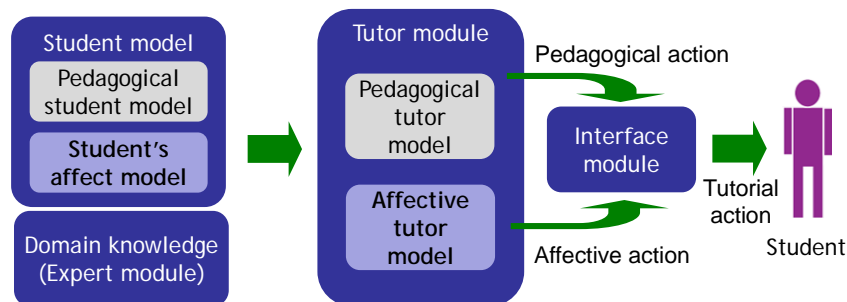 Student model
Pedagogical
student model
Student's
affect model
Domain knowledge
(Expert module)
Tutor module
Pedagogical
tutor
model
Affective
tutor
model
Pedagogical action
Interface
module
Affective action
Tutorial
action
Student